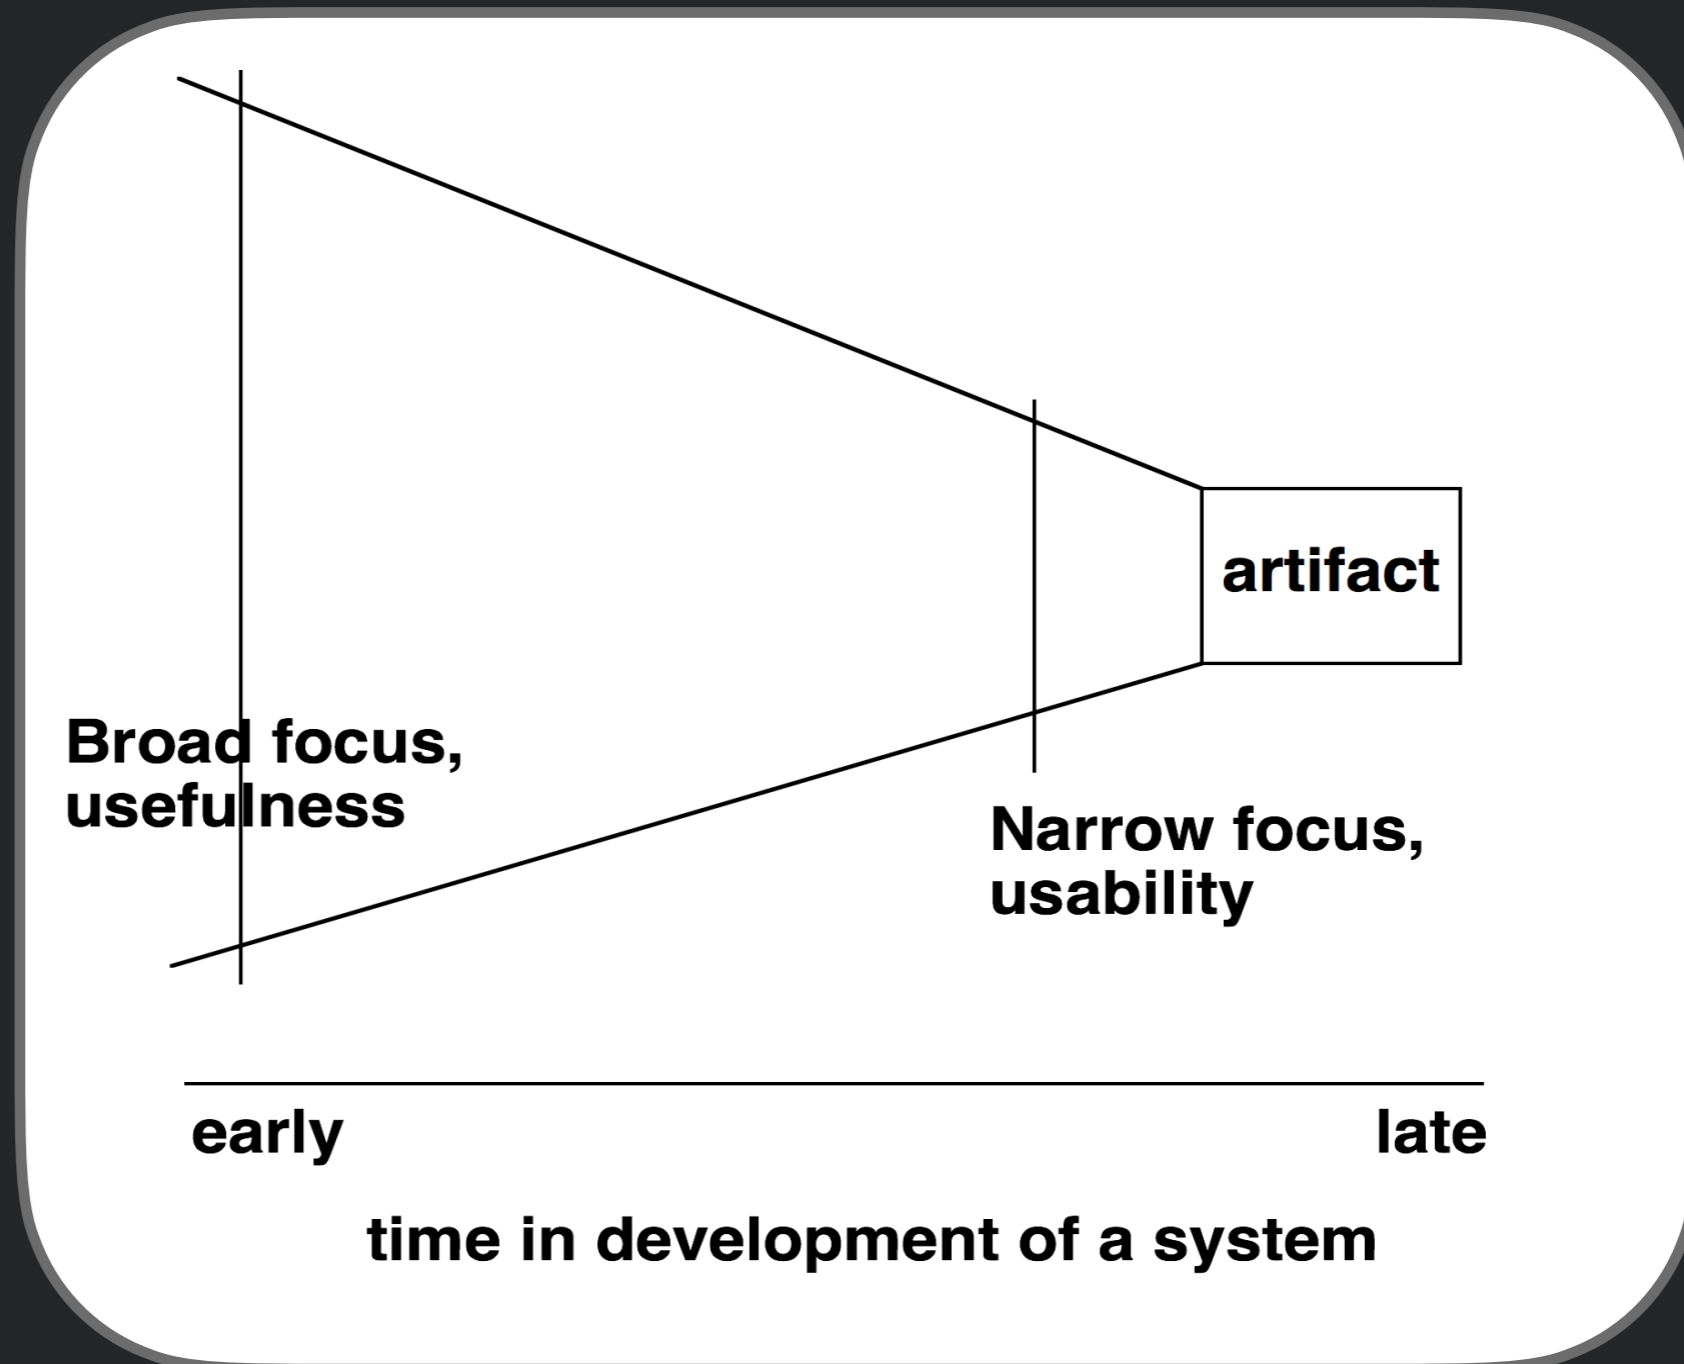 artifact
Broad focus,
usefulness
Narrow focus,
usability
early
late
time in development of a system